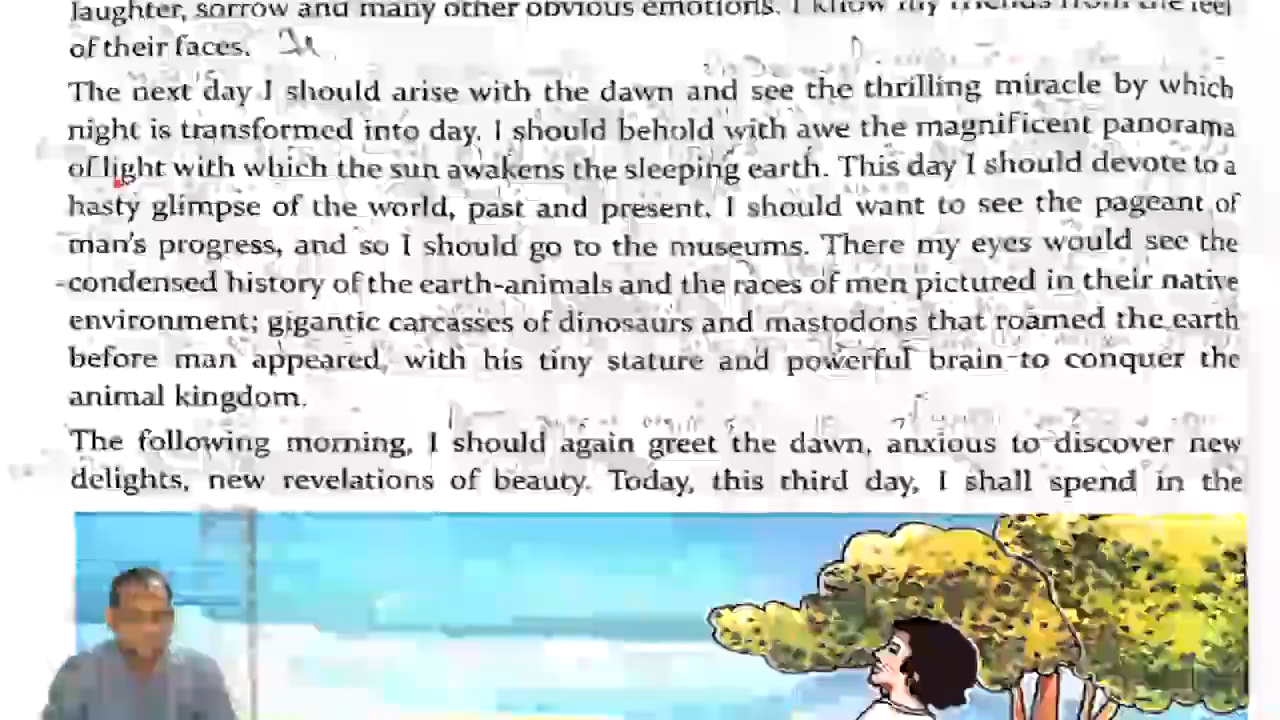 laughter, sorrow and many other obvious emotions. I know my friends from the feel
of their faces.
The next day I should arise with the dawn and see the thrilling miracle by which
night is transformed into day. I should behold with awe the magnificent panorama
of light with which the sun awakens the sleeping earth. This day I should devote to a
hasty glimpse of the world, past and present. I should want to see the pageant of
man's progress, and so I should go to the museums. There my eyes would see the
condensed history of the earth-animals and the races of men pictured in their native
environment; gigantic carcasses of dinosaurs and mastodons that roamed the earth
before man appeared, with his tiny stature and powerful brain to conquer the
animal kingdom.
The following morning, I should again greet the dawn, anxious to discover new
delights, new revelations of beauty. Today, this third day, I shall spend in the